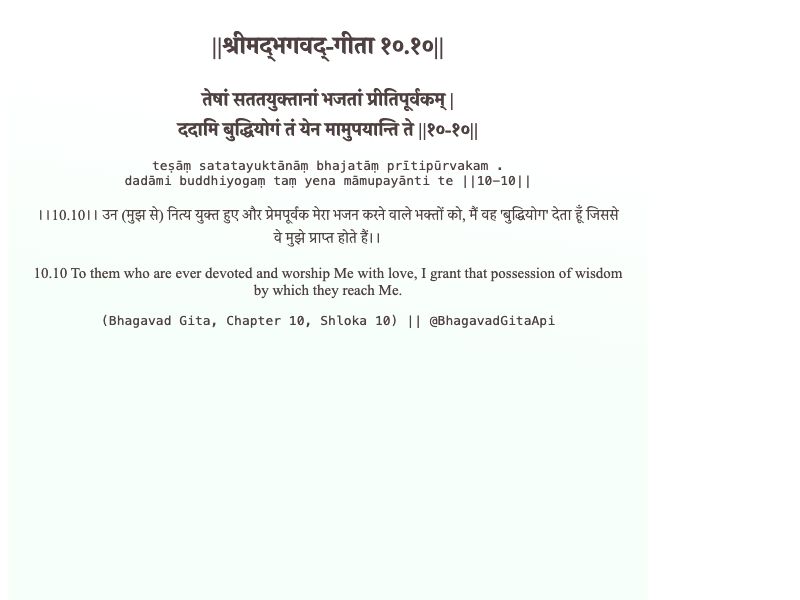 ||श्रीमद्‍भगवद्‍-गीता १०.१०||
तेषां सततयुक्तानां भजतां प्रीतिपूर्वकम् |
ददामि बुद्धियोगं तं येन मामुपयान्ति ते ||१०-१०||
teṣāṃ satatayuktānāṃ bhajatāṃ prītipūrvakam .
dadāmi buddhiyogaṃ taṃ yena māmupayānti te ||10-10||
।।10.10।। उन (मुझ से) नित्य युक्त हुए और प्रेमपूर्वक मेरा भजन करने वाले भक्तों को, मैं वह 'बुद्धियोग' देता हूँ जिससे
वे मुझे प्राप्त होते हैं।।
10.10 To them who are ever devoted and worship Me with love, I grant that possession of wisdom
by which they reach Me.
(Bhagavad Gita, Chapter 10, Shloka 10) || @BhagavadGitaApi